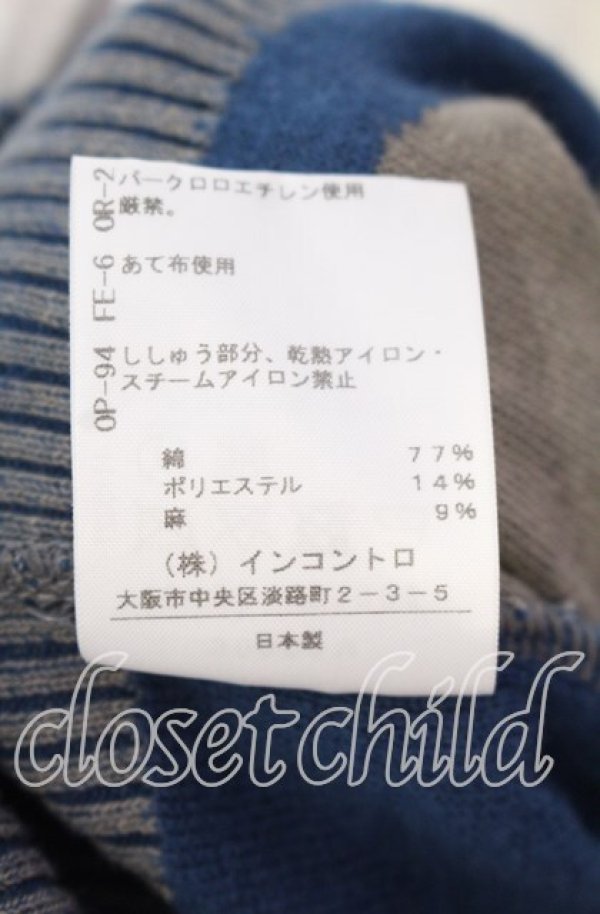 OR-2 パークロロエチレン使用
厳禁。
FE-6 あて布使用
OP-94 ししゅう部分、乾熱アイロン・
スチームアイロン禁止
綿 77%
ポリエステル 14%
麻 9%
(株)インコントロ
大阪市中央区淡路町2-3-5
日本製
closetchild